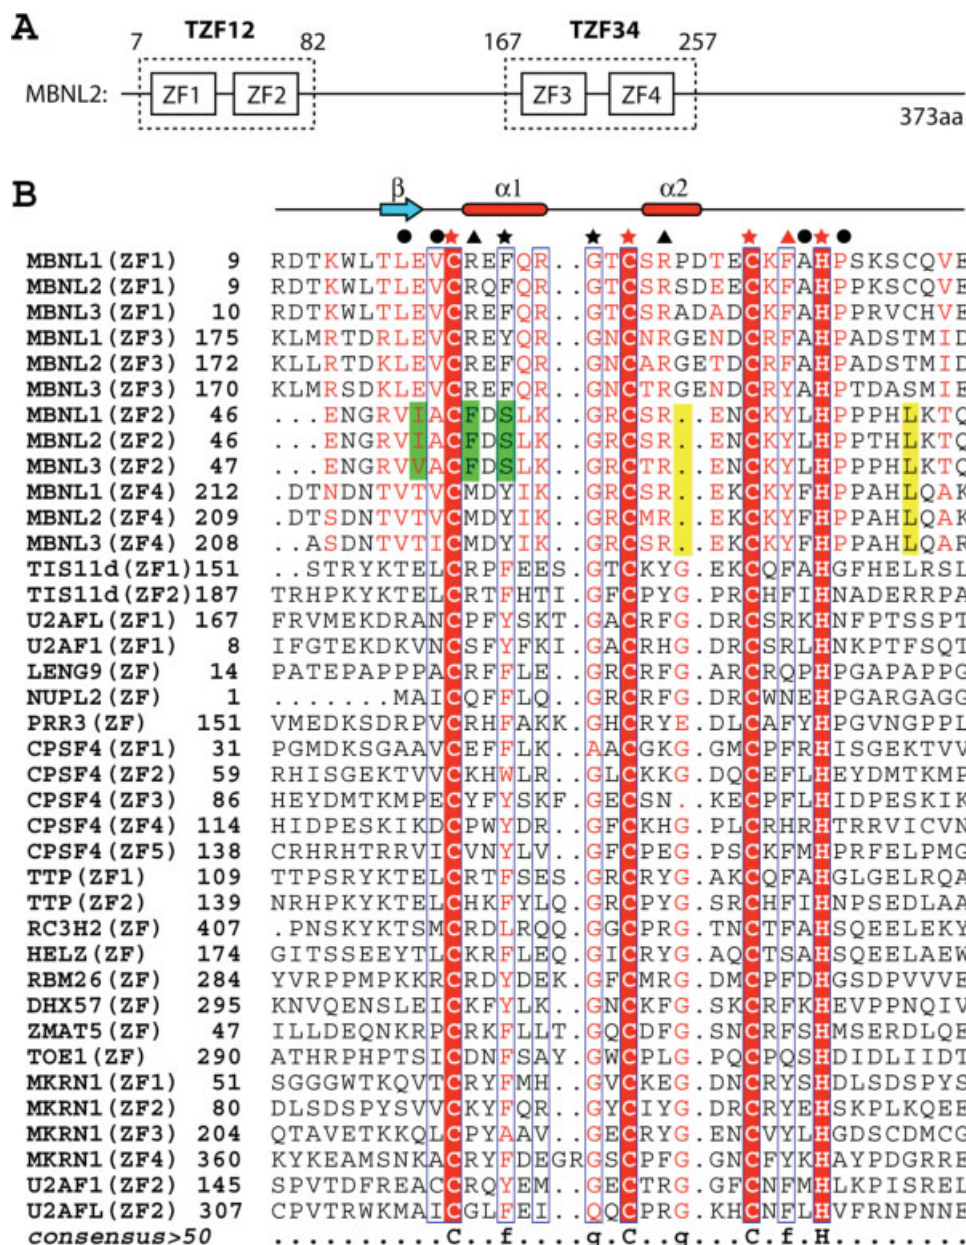 A
TZF12 TZF34
7 82 167 257
MBNL2: ZF1 ZF2 ZF3 ZF4
373aa
B
β α1 α2
MBNL1(ZF1) 9 RDTKWLTLEVCREFQR..GTCSRPDTECKFAHPSKSCQVE
MBNL2(ZF1) 9 RDTKWLTLEVCRQFQR..GTCSRSDEECKFAHPPKSCQVE
MBNL3(ZF1) 10 RDTKWLTLEVCREFQR..GTCSRADADCKFAHPPRVCHVE
MBNL1(ZF3) 175 KLMRTDRLEVCREYQR..GNCNRGENDCRFAHPADSTMID
MBNL2(ZF3) 172 KLLRTDKLEVCREFQR..GNCARGENDCRFAHPADSTMID
MBNL3(ZF3) 170 KLMRSDKLEVCREFQR..GNCTRGENDCRYAHPTDASMIE
MBNL1(ZF2) 46 ...ENGRVIACFDSLK..GRCSR.ENCKYLHPPPHLKTQ
MBNL2(ZF2) 46 ...ENGRVIACFDSLK..GRCSR.ENCKYLHPPTHLKTQ
MBNL3(ZF2) 47 ...ENGRVVACFDSLK..GRCTR.ENCKYLHPPPHLKTQ
MBNL1(ZF4) 212 .DTNDNTVTVCMDYIK..GRCSR.EKCKYFHPPAHLQAK
MBNL2(ZF4) 209 .DTSDNTVTVCMDYIK..GRCMR.EKCKYFHPPAHLQAK
MBNL3(ZF4) 208 ..ASDNTVTICMDYIK..GRCSR.EKCKYFHPPAHLQAR
TIS11d(ZF1) 151 ..STRYKTELCRPFEES.GTCKYG.EKCQFAHGFHELRSL
TIS11d(ZF2) 187 TRHPKYKTELCRTFHTI.GFCPYG.PRCHFIHNADERRPA
U2AFL(ZF1) 167 FRVMEKDRANCPFYSKT.GACRFG.DRCSRKHNFPTSSPT
U2AF1(ZF1) 8 IFGTEKDKVNCSFYFKI.GACRHG.DRCSRLHNKPTFSQT
LENG9(ZF) 14 PATEPAPPPACRFFLE..GRCRFG.ARCRQPHPGAPAPPG
NUPL2(ZF) 1 .......MAICQFFLQ..GRCRFG.DRCWNEHPGARGAGG
PRR3(ZF) 151 VMEDKSDRPVCRHFAKK.GHCRYE.DLCAFYHPGVNGPPL
CPSF4(ZF1) 31 PGMDKSGAAVCEFFLK..AACGKG.GMCPFRHISGEKTVV
CPSF4(ZF2) 59 RHISGEKTVVCKHWLR..GLCKKG.DQCEFLHEYDMTKMP
CPSF4(ZF3) 86 HEYDMTKMPECYFYSKF.GECSN..KECPFLHIDPESKIK
CPSF4(ZF4) 114 HIDPESKIKDCPWYDR..GFCKHG.PLCRHRHTRRVICVN
CPSF4(ZF5) 138 CRHRHTRRVICVNYLV..GFCPEG.PSCKFMHPRFELPMG
TTP(ZF1) 109 TTPSRYKTELCRTFSES.GRCRYG.AKCQFAHGLGELRQA
TTP(ZF2) 139 NRHPKYKTELCHKFYLQ.GRCPYG.SRCHFIHNPSEDLAA
RC3H2(ZF) 407 .PNSKYKTSMCRDLRQQ.GGCPRG.TNCTFAHSQEELEKY
HELZ(ZF) 174 GITSSEEYTLCKRFLEQ.GICRYG.AQCTSAHSQEELAEW
RBM26(ZF) 284 YVRPPMPKKRCRDYDEK.GFCMRG.DMCPFDHGSDPVVVE
DHX57(ZF) 295 KNVQENSLEICKFYLK..GNCKFG.SKCRFKHEVPPNQIV
ZMAT5(ZF) 47 ILLDEQNKRPCRKFLLT.GQCDFG.SNCRFSHMSERDLQE
TOE1(ZF) 290 ATHRPHPTSICDNFSAY.GWCPLG.PQCPQSHDIDLIIDT
MKRN1(ZF1) 51 SGGGWTKQVTCRYFMH..GVCKEG.DNCRYSHDLSDSPYS
MKRN1(ZF2) 80 DLSDSPYSVVCKYFQR..GYCIYG.DRCRYEHSKPLKQEE
MKRN1(ZF3) 204 QTAVETKKQLCPYAAV..GECRYG.ENCVYLHGDSCDMCG
MKRN1(ZF4) 360 KYKEAMSNKACRYFDEGRGSCPFG.GNCFYKHAYPDGRRE
U2AF1(ZF2) 145 SPVTDFREACCRQYEM..GECTRG.GFCNFMHLKPISREL
U2AFL(ZF2) 307 CPVTRWKMAICGLFEI..QQCPRG.KHCNFLHVFRNPNNE
consensus>50 ..........C..f....g.C..g...C.f.H........